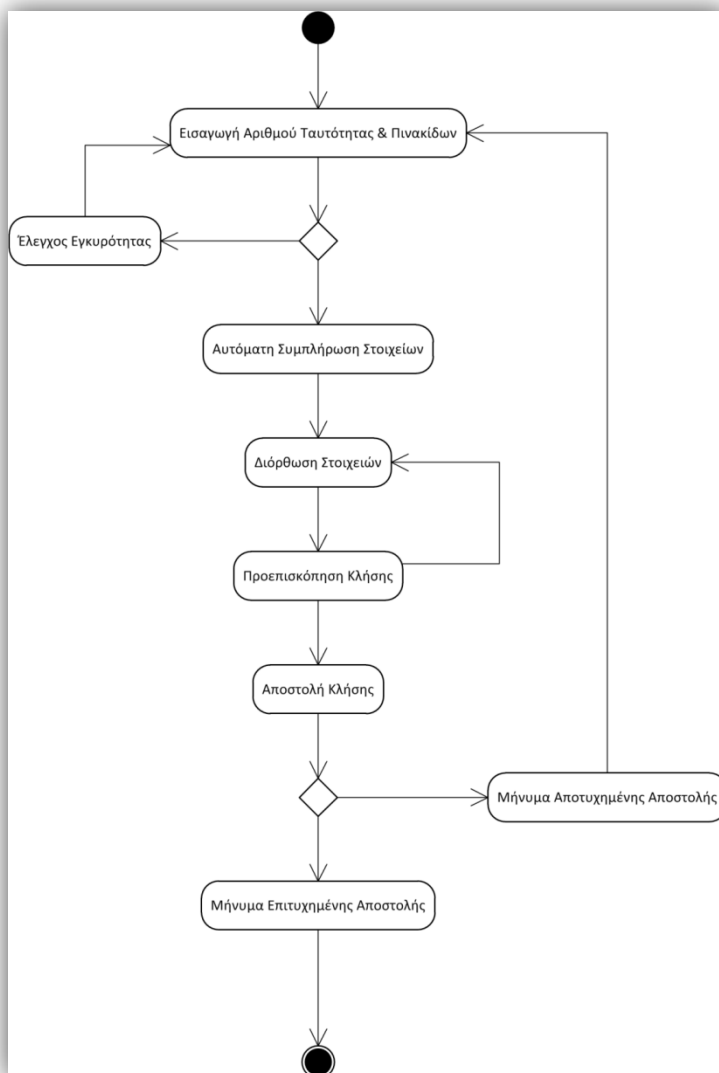 Εισαγωγή Αριθμού Ταυτότητας & Πινακίδων
Έλεγχος Εγκυρότητας
Αυτόματη Συμπλήρωση Στοιχείων
Διόρθωση Στοιχειών
Προεπισκόπηση Κλήσης
Αποστολή Κλήσης
Μήνυμα Αποτυχημένης Αποστολής
Μήνυμα Επιτυχημένης Αποστολής